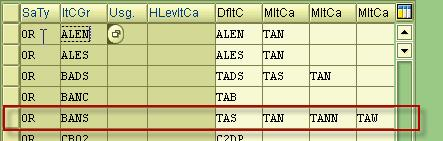 SaTy ItCGr Usg. HLevItCa DfItC MItCa MItCa MItCa
OR ALEN ALEN TAN
OR ALES ALES TAN
OR BADS TADS TAS TAN
OR BANC TAB
OR BANS TAS TAN TANN TAW
OR CB02 C2DP